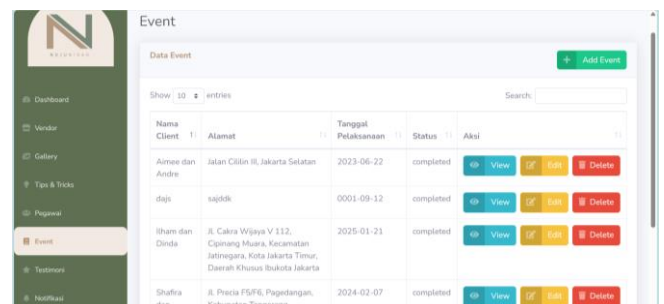 N
Event
Data Event
+ Add Event
Show 10 entries
Search:
Nama Client
Alamat
Tanggal Pelaksanaan
Status
Aksi
Aimee dan Andre
Jalan Cililin III, Jakarta Selatan
2023-06-22
completed
View
Edit
Delete
dajs
sajddk
0001-09-12
completed
View
Edit
Delete
Ilham dan Dinda
Jl. Cakra Wijaya V 112,
Cipinang Muara, Kecamatan
Jatinegara, Kota Jakarta Timur,
Daerah Khusus Ibukota Jakarta
2025-01-21
completed
View
Edit
Delete
Shafira dan
Jl. Precia F5/F6, Pagedangan,
Kabupaten Tangerang
2024-02-07
completed
View
Edit
Delete
Dashboard
Vendor
Gallery
Tips & Tricks
Pegawai
Event
Testimoni
Notifikasi